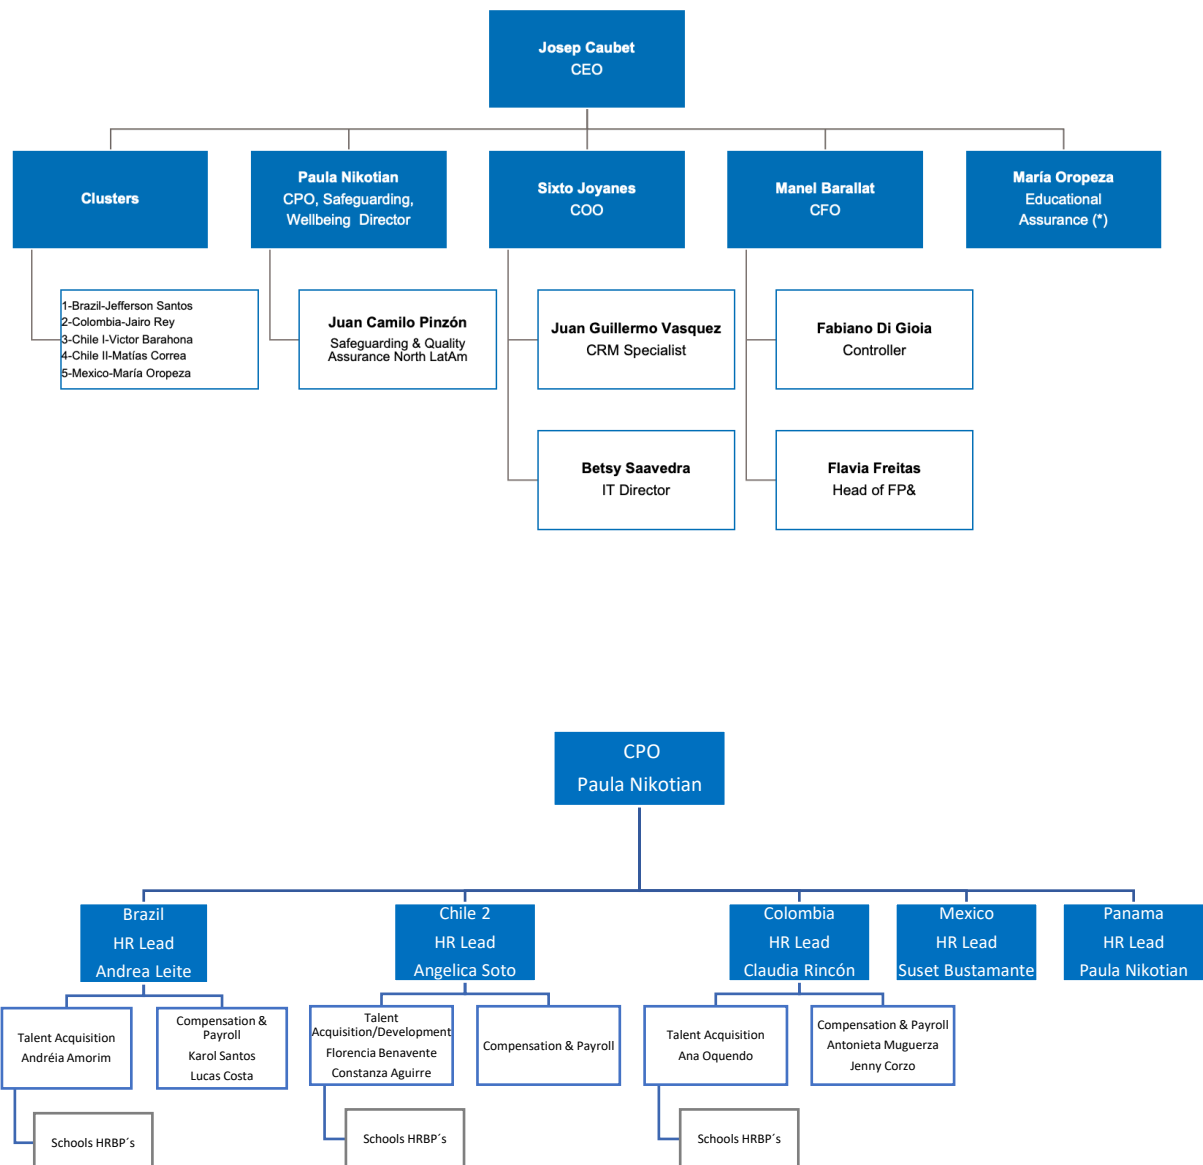 Josep Caubet
CEO
Clusters
Paula Nikotian
CPO, Safeguarding,
Wellbeing Director
Sixto Joyanes
COO
Manel Barallat
CFO
María Oropeza
Educational
Assurance (*)
1-Brazil-Jefferson Santos
2-Colombia-Jairo Rey
3-Chile I-Victor Barahona
4-Chile II-Matías Correa
5-Mexico-María Oropeza
Juan Camilo Pinzón
Safeguarding & Quality
Assurance North LatAm
Juan Guillermo Vasquez
CRM Specialist
Fabiano Di Gioia
Controller
Betsy Saavedra
IT Director
Flavia Freitas
Head of FP&
CPO
Paula Nikotian
Brazil
HR Lead
Andrea Leite
Chile 2
HR Lead
Angelica Soto
Colombia
HR Lead
Claudia Rincón
Mexico
HR Lead
Suset Bustamante
Panama
HR Lead
Paula Nikotian
Talent Acquisition
Andréia Amorim
Compensation &
Payroll
Karol Santos
Lucas Costa
Talent
Acquisition/Development
Florencia Benavente
Constanza Aguirre
Compensation & Payroll
Talent Acquisition
Ana Oquendo
Compensation & Payroll
Antonieta Muguerza
Jenny Corzo
Schools HRBP´s
Schools HRBP´s
Schools HRBP´s